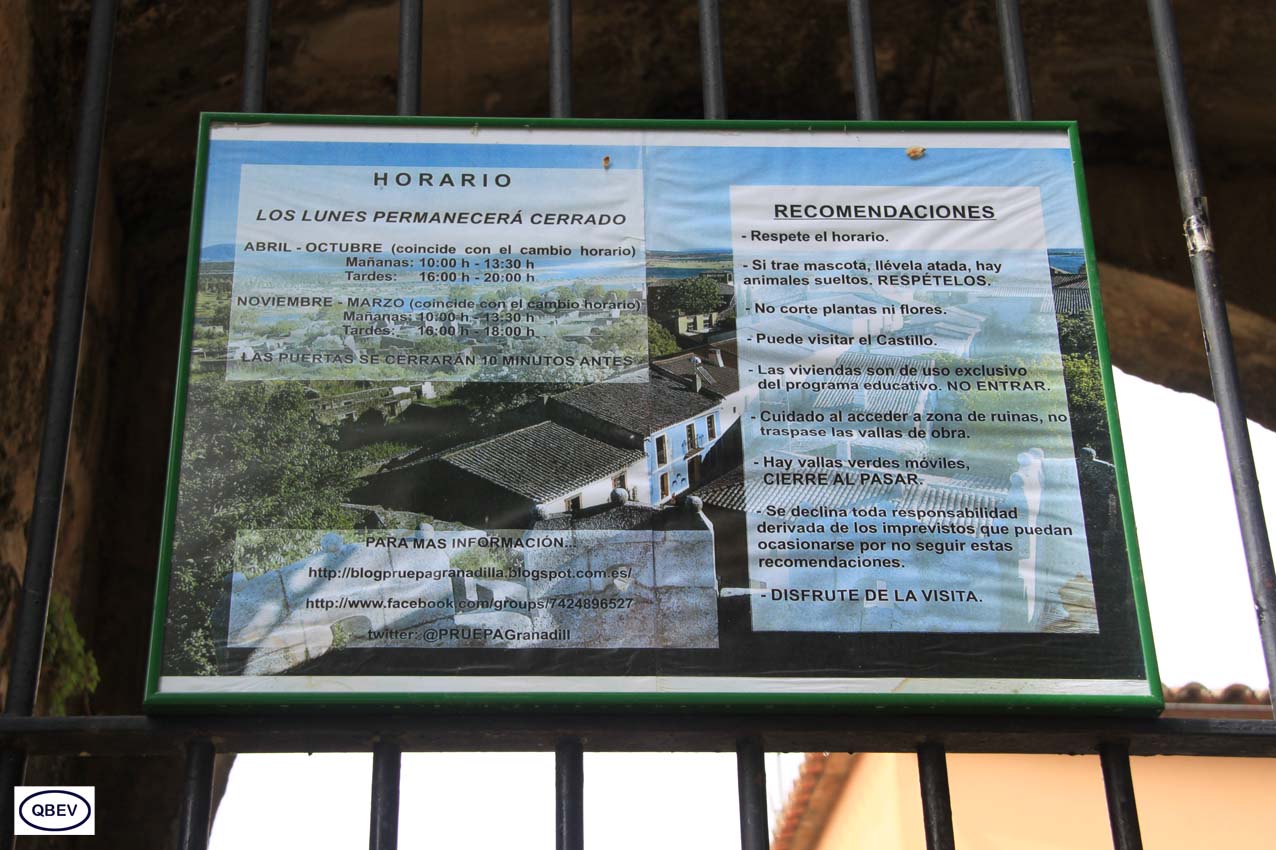 HORARIO
LOS LUNES PERMANECERÁ CERRADO
ABRIL - OCTUBRE (coincide con el cambio horario)
Mañanas: 10:00 h - 13:30 h
Tardes: 16:00 h - 20:00 h
NOVIEMBRE - MARZO (coincide con el cambio horario)
Mañanas: 10:00 h - 13:30 h
Tardes: 16:00 h - 18:00 h
LAS PUERTAS SE CERRARÁN 10 MINUTOS ANTES
PARA MAS INFORMACIÓN...
http://blogpruepagranadilla.blogspot.com.es/
http://www.facebook.com/groups/7424896527
twitter: @PRUEPAGranadill
RECOMENDACIONES
- Respete el horario.
- Si trae mascota, llévela atada, hay
animales sueltos. RESPÉTELOS.
- No corte plantas ni flores.
- Puede visitar el Castillo.
- Las viviendas son de uso exclusivo
del programa educativo. NO ENTRAR.
- Cuidado al acceder a zona de ruinas, no
traspase las vallas de obra.
- Hay vallas verdes móviles,
CIERRE AL PASAR.
- Se declina toda responsabilidad
derivada de los imprevistos que puedan
ocasionarse por no seguir estas
recomendaciones.
- DISFRUTE DE LA VISITA.
QBEV